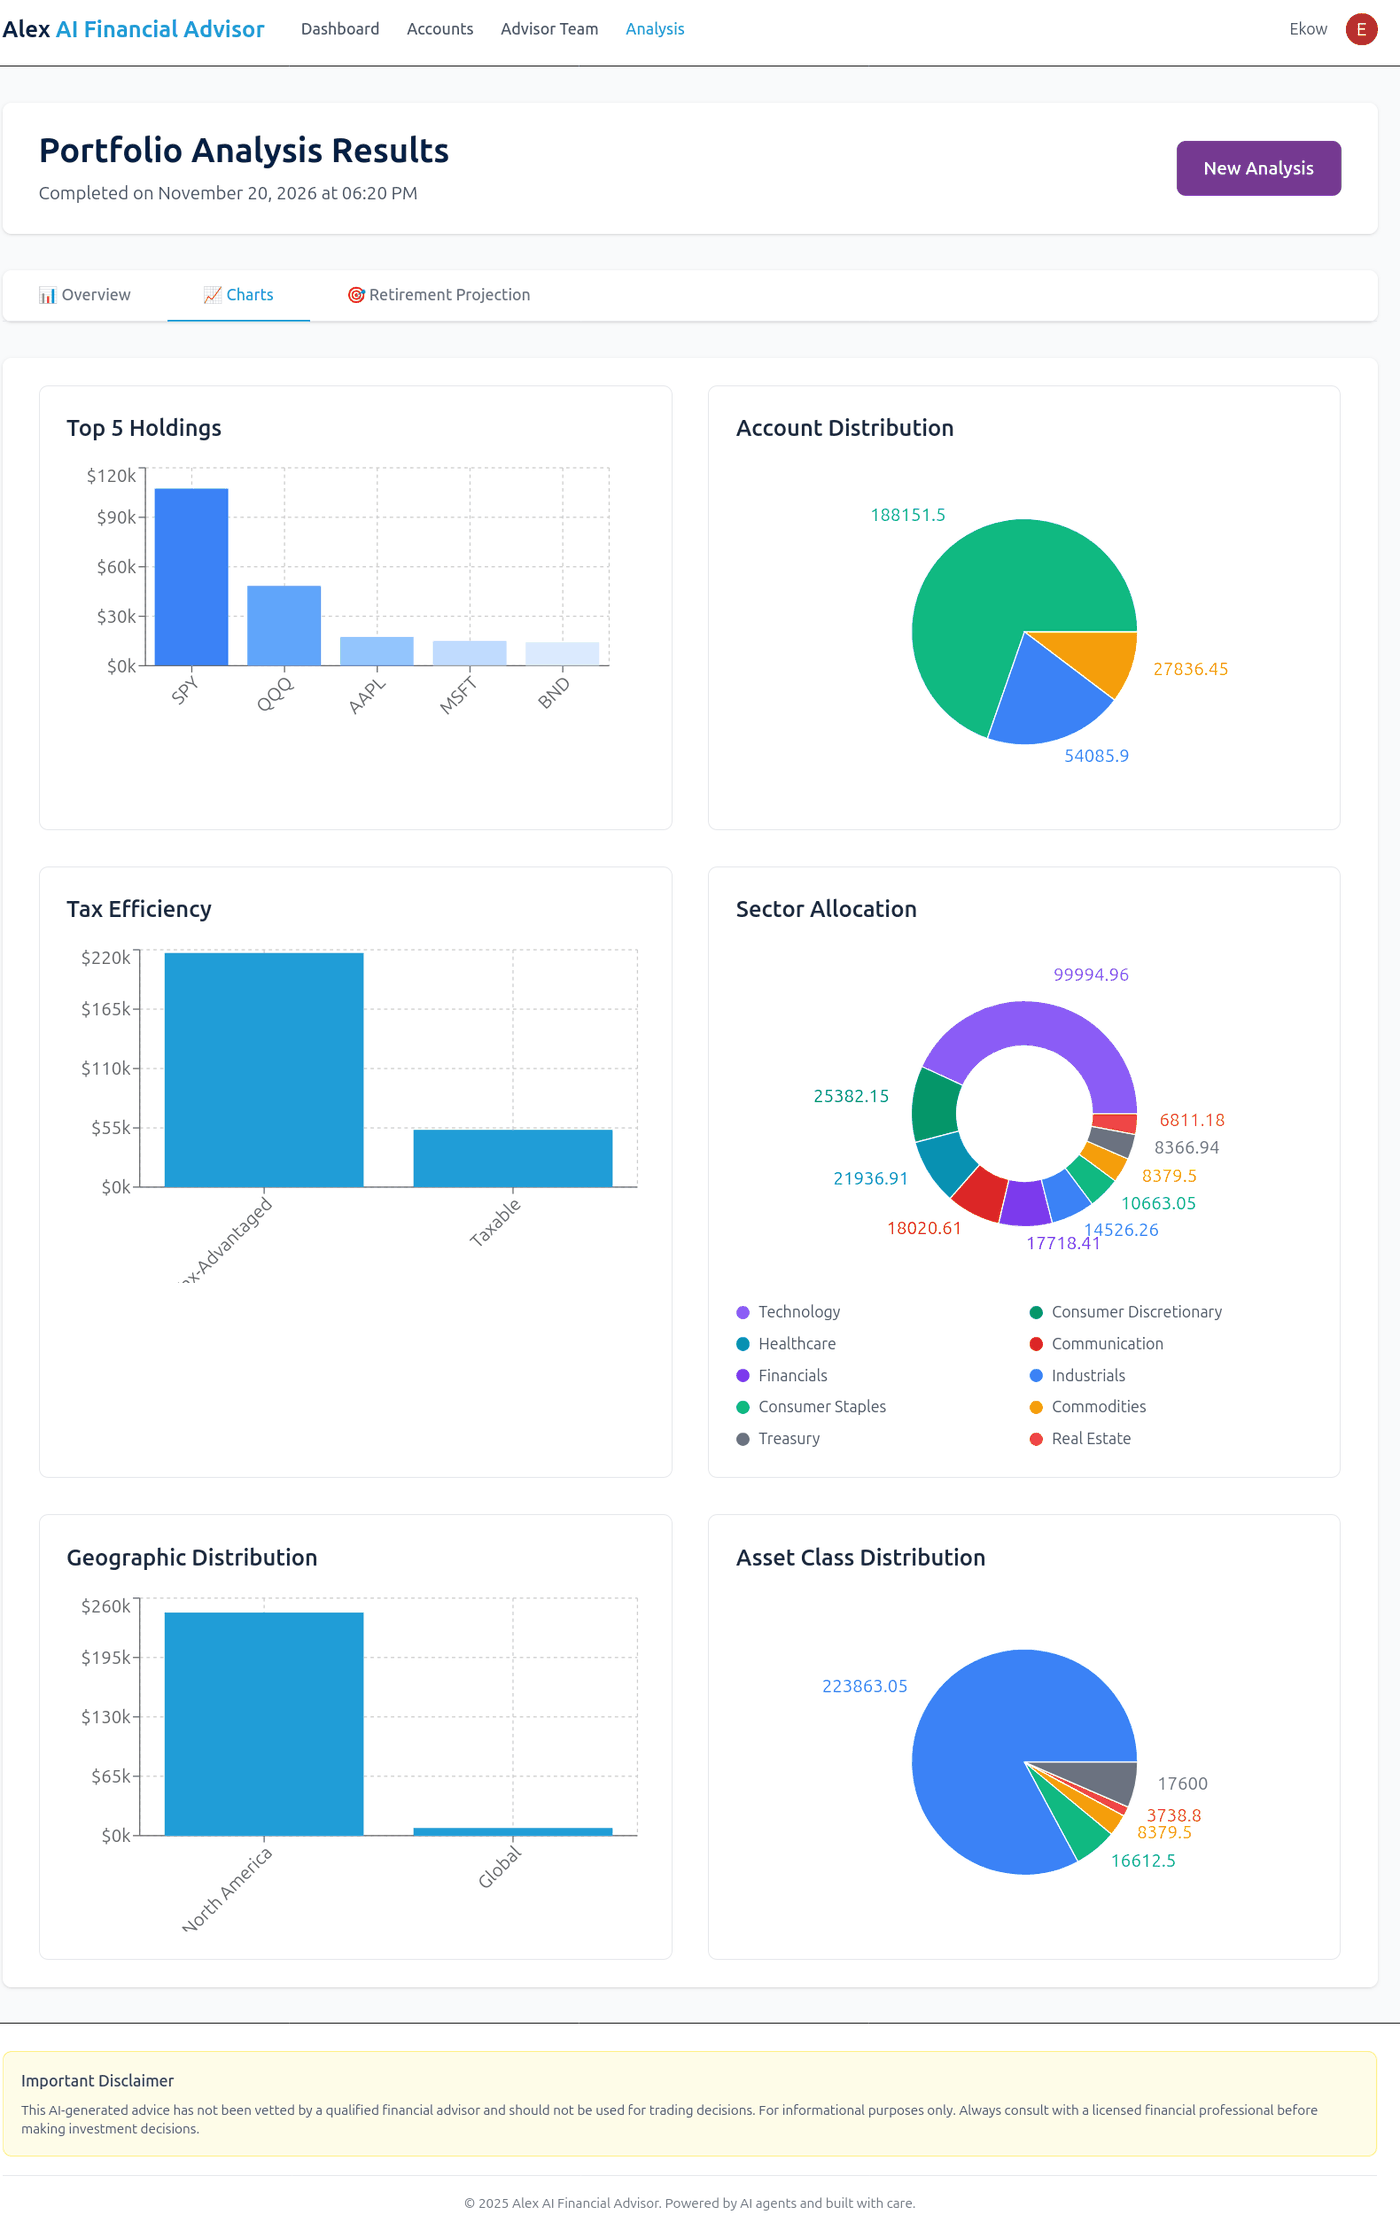 Alex AI Financial Advisor
Dashboard
Accounts
Advisor Team
Analysis
Ekow
E
Portfolio Analysis Results
Completed on November 20, 2026 at 06:20 PM
New Analysis
📊 Overview
📈 Charts
🎯 Retirement Projection
Top 5 Holdings
$120k
$90k
$60k
$30k
$0k
SPY
QQQ
AAPL
MSFT
BND
Account Distribution
188151.5
27836.45
54085.9
Tax Efficiency
$220k
$165k
$110k
$55k
$0k
ax-Advantaged
Taxable
Sector Allocation
99994.96
25382.15
21936.91
18020.61
17718.41
14526.26
10663.05
8379.5
8366.94
6811.18
Technology
Consumer Discretionary
Healthcare
Communication
Financials
Industrials
Consumer Staples
Commodities
Treasury
Real Estate
Geographic Distribution
$260k
$195k
$130k
$65k
$0k
North America
Global
Asset Class Distribution
223863.05
17600
3738.8
8379.5
16612.5
Important Disclaimer
This AI-generated advice has not been vetted by a qualified financial advisor and should not be used for trading decisions. For informational purposes only. Always consult with a licensed financial professional before
making investment decisions.
© 2025 Alex AI Financial Advisor. Powered by AI agents and built with care.